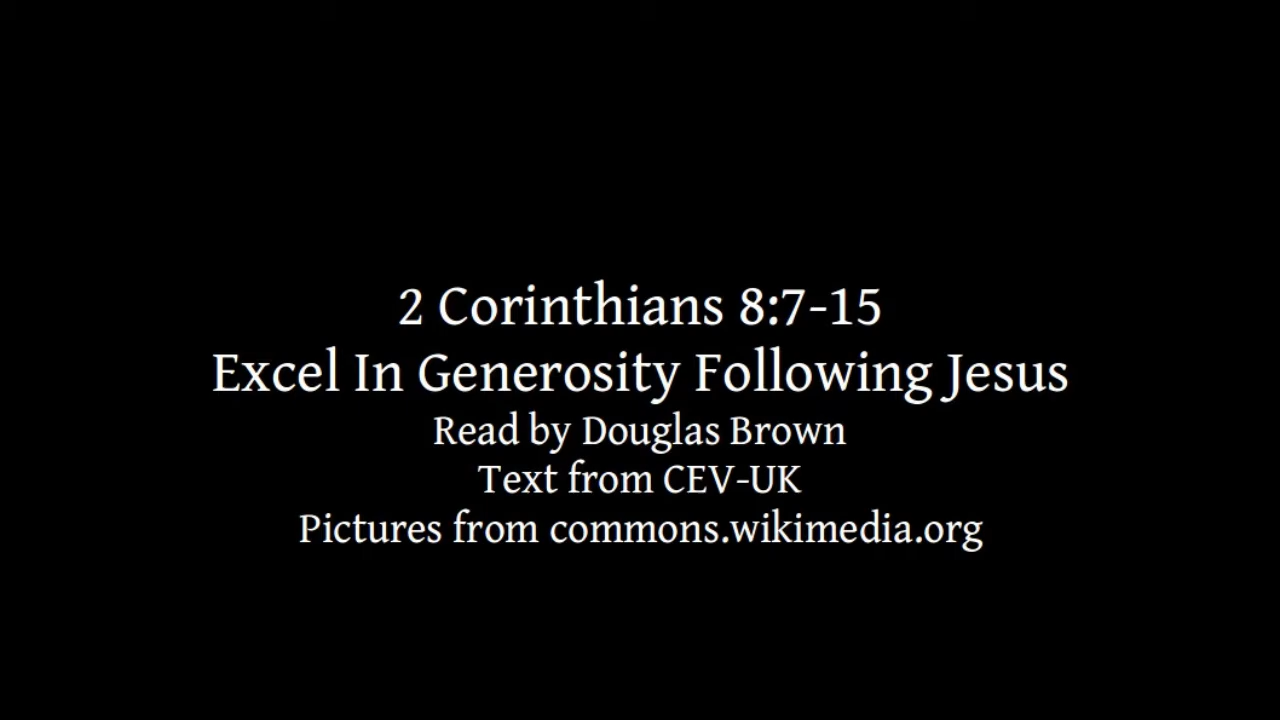 2 Corinthians 8:7-15
Excel In Generosity Following Jesus
Read by Douglas Brown
Text from CEV-UK
Pictures from commons.wikimedia.org